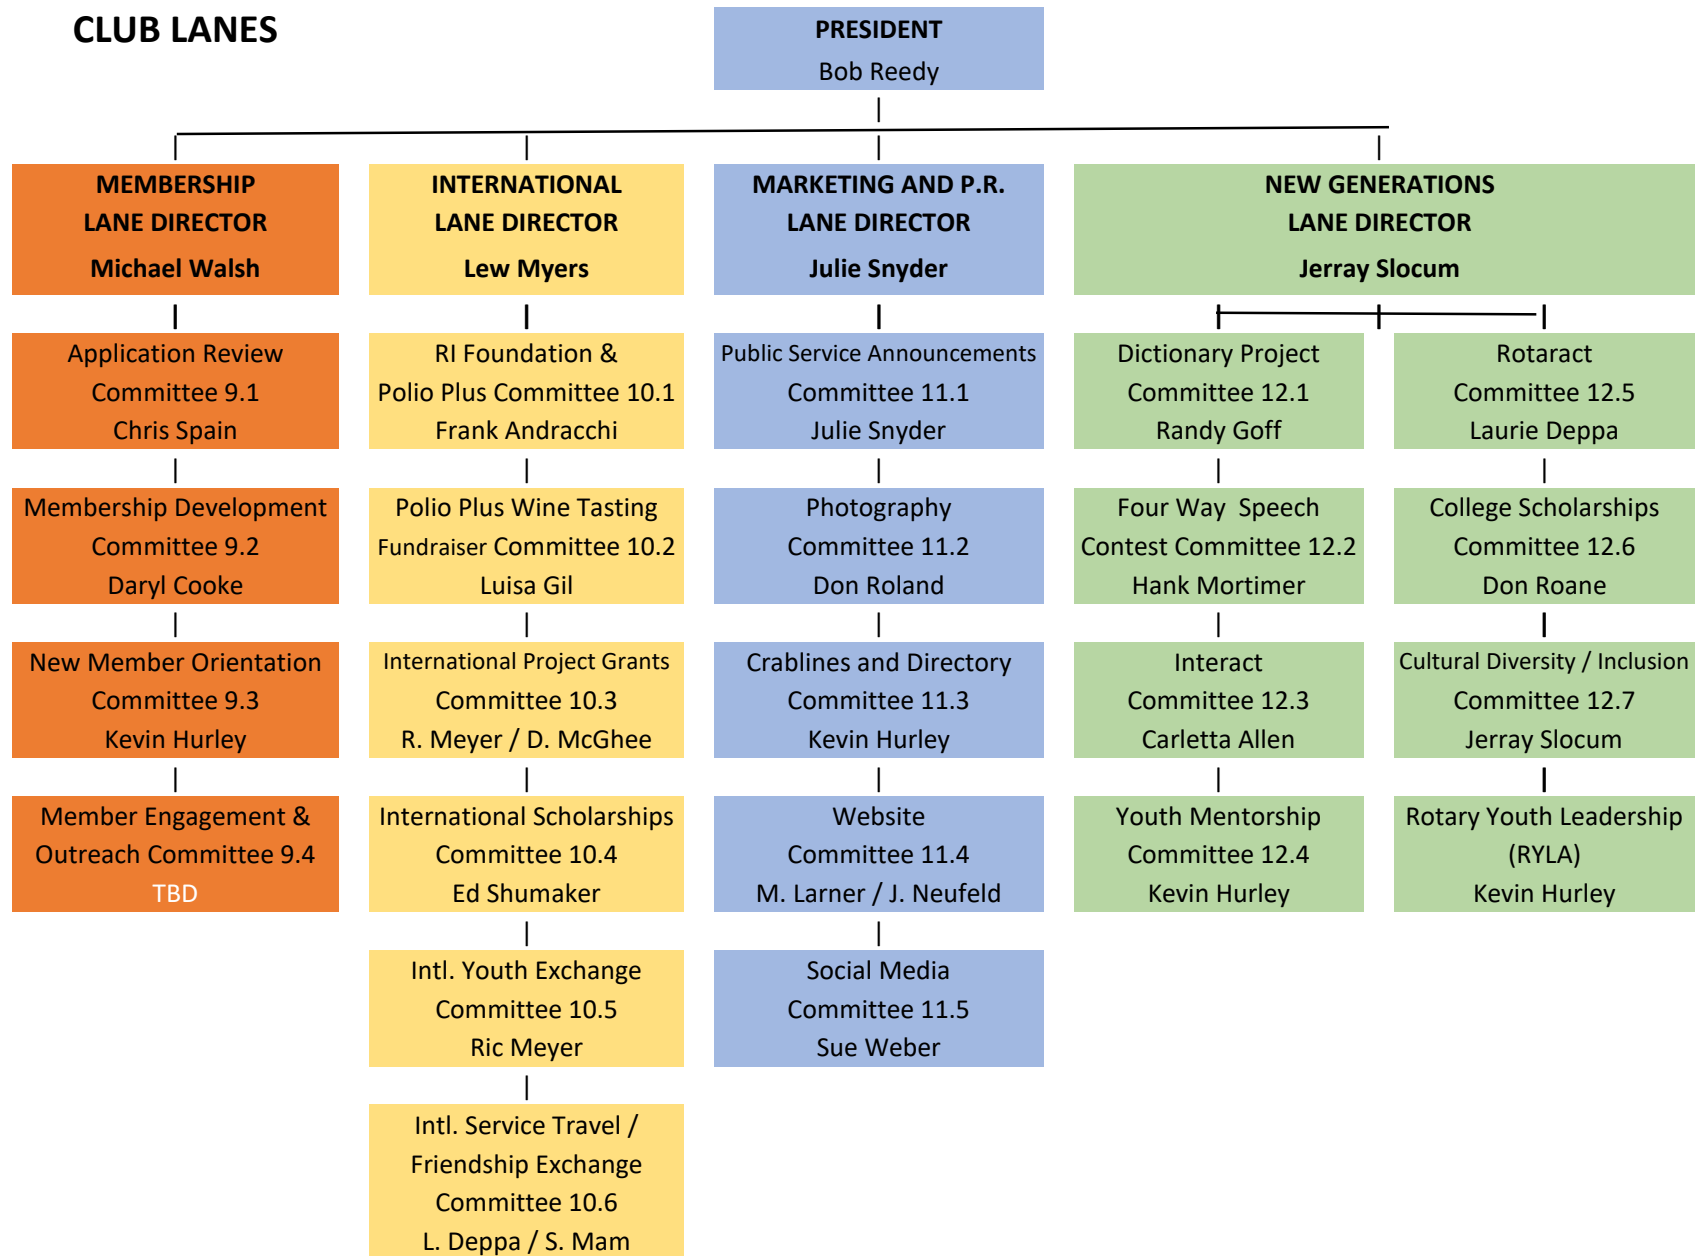 CLUB LANES
PRESIDENT
Bob Reedy
MEMBERSHIP
LANE DIRECTOR
Michael Walsh
Application Review
Committee 9.1
Chris Spain
Membership Development
Committee 9.2
Daryl Cooke
New Member Orientation
Committee 9.3
Kevin Hurley
Member Engagement &
Outreach Committee 9.4
TBD
INTERNATIONAL
LANE DIRECTOR
Lew Myers
RI Foundation &
Polio Plus Committee 10.1
Frank Andracchi
Polio Plus Wine Tasting
Fundraiser Committee 10.2
Luisa Gil
International Project Grants
Committee 10.3
R. Meyer / D. McGhee
International Scholarships
Committee 10.4
Ed Shumaker
Intl. Youth Exchange
Committee 10.5
Ric Meyer
Intl. Service Travel /
Friendship Exchange
Committee 10.6
L. Deppa / S. Mam
MARKETING AND P.R.
LANE DIRECTOR
Julie Snyder
Public Service Announcements
Committee 11.1
Julie Snyder
Photography
Committee 11.2
Don Roland
Crablines and Directory
Committee 11.3
Kevin Hurley
Website
Committee 11.4
M. Larner / J. Neufeld
Social Media
Committee 11.5
Sue Weber
NEW GENERATIONS
LANE DIRECTOR
Jerray Slocum
Dictionary Project
Committee 12.1
Randy Goff
Four Way  Speech
Contest Committee 12.2
Hank Mortimer
Interact
Committee 12.3
Carletta Allen
Youth Mentorship
Committee 12.4
Kevin Hurley
Rotaract
Committee 12.5
Laurie Deppa
College Scholarships
Committee 12.6
Don Roane
Cultural Diversity / Inclusion
Committee 12.7
Jerray Slocum
Rotary Youth Leadership
(RYLA)
Kevin Hurley